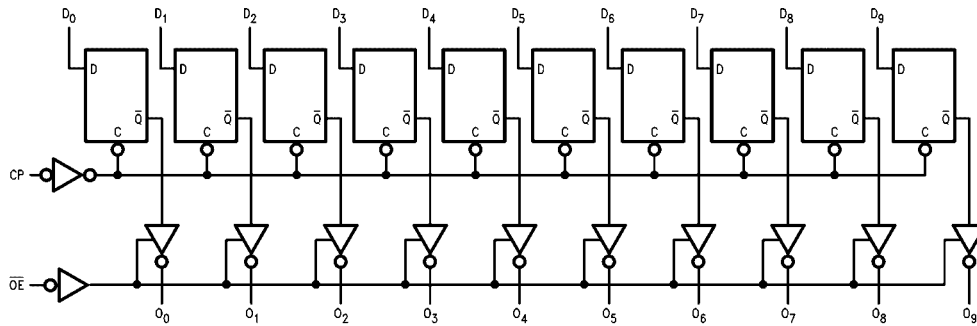 D0 D1 D2 D3 D4 D5 D6 D7 D8 D9
D D D D D D D D D D
Q̅ Q̅ Q̅ Q̅ Q̅ Q̅ Q̅ Q̅ Q̅ Q̅
C C C C C C C C C C
CP
O̅E̅
O0 O1 O2 O3 O4 O5 O6 O7 O8 O9